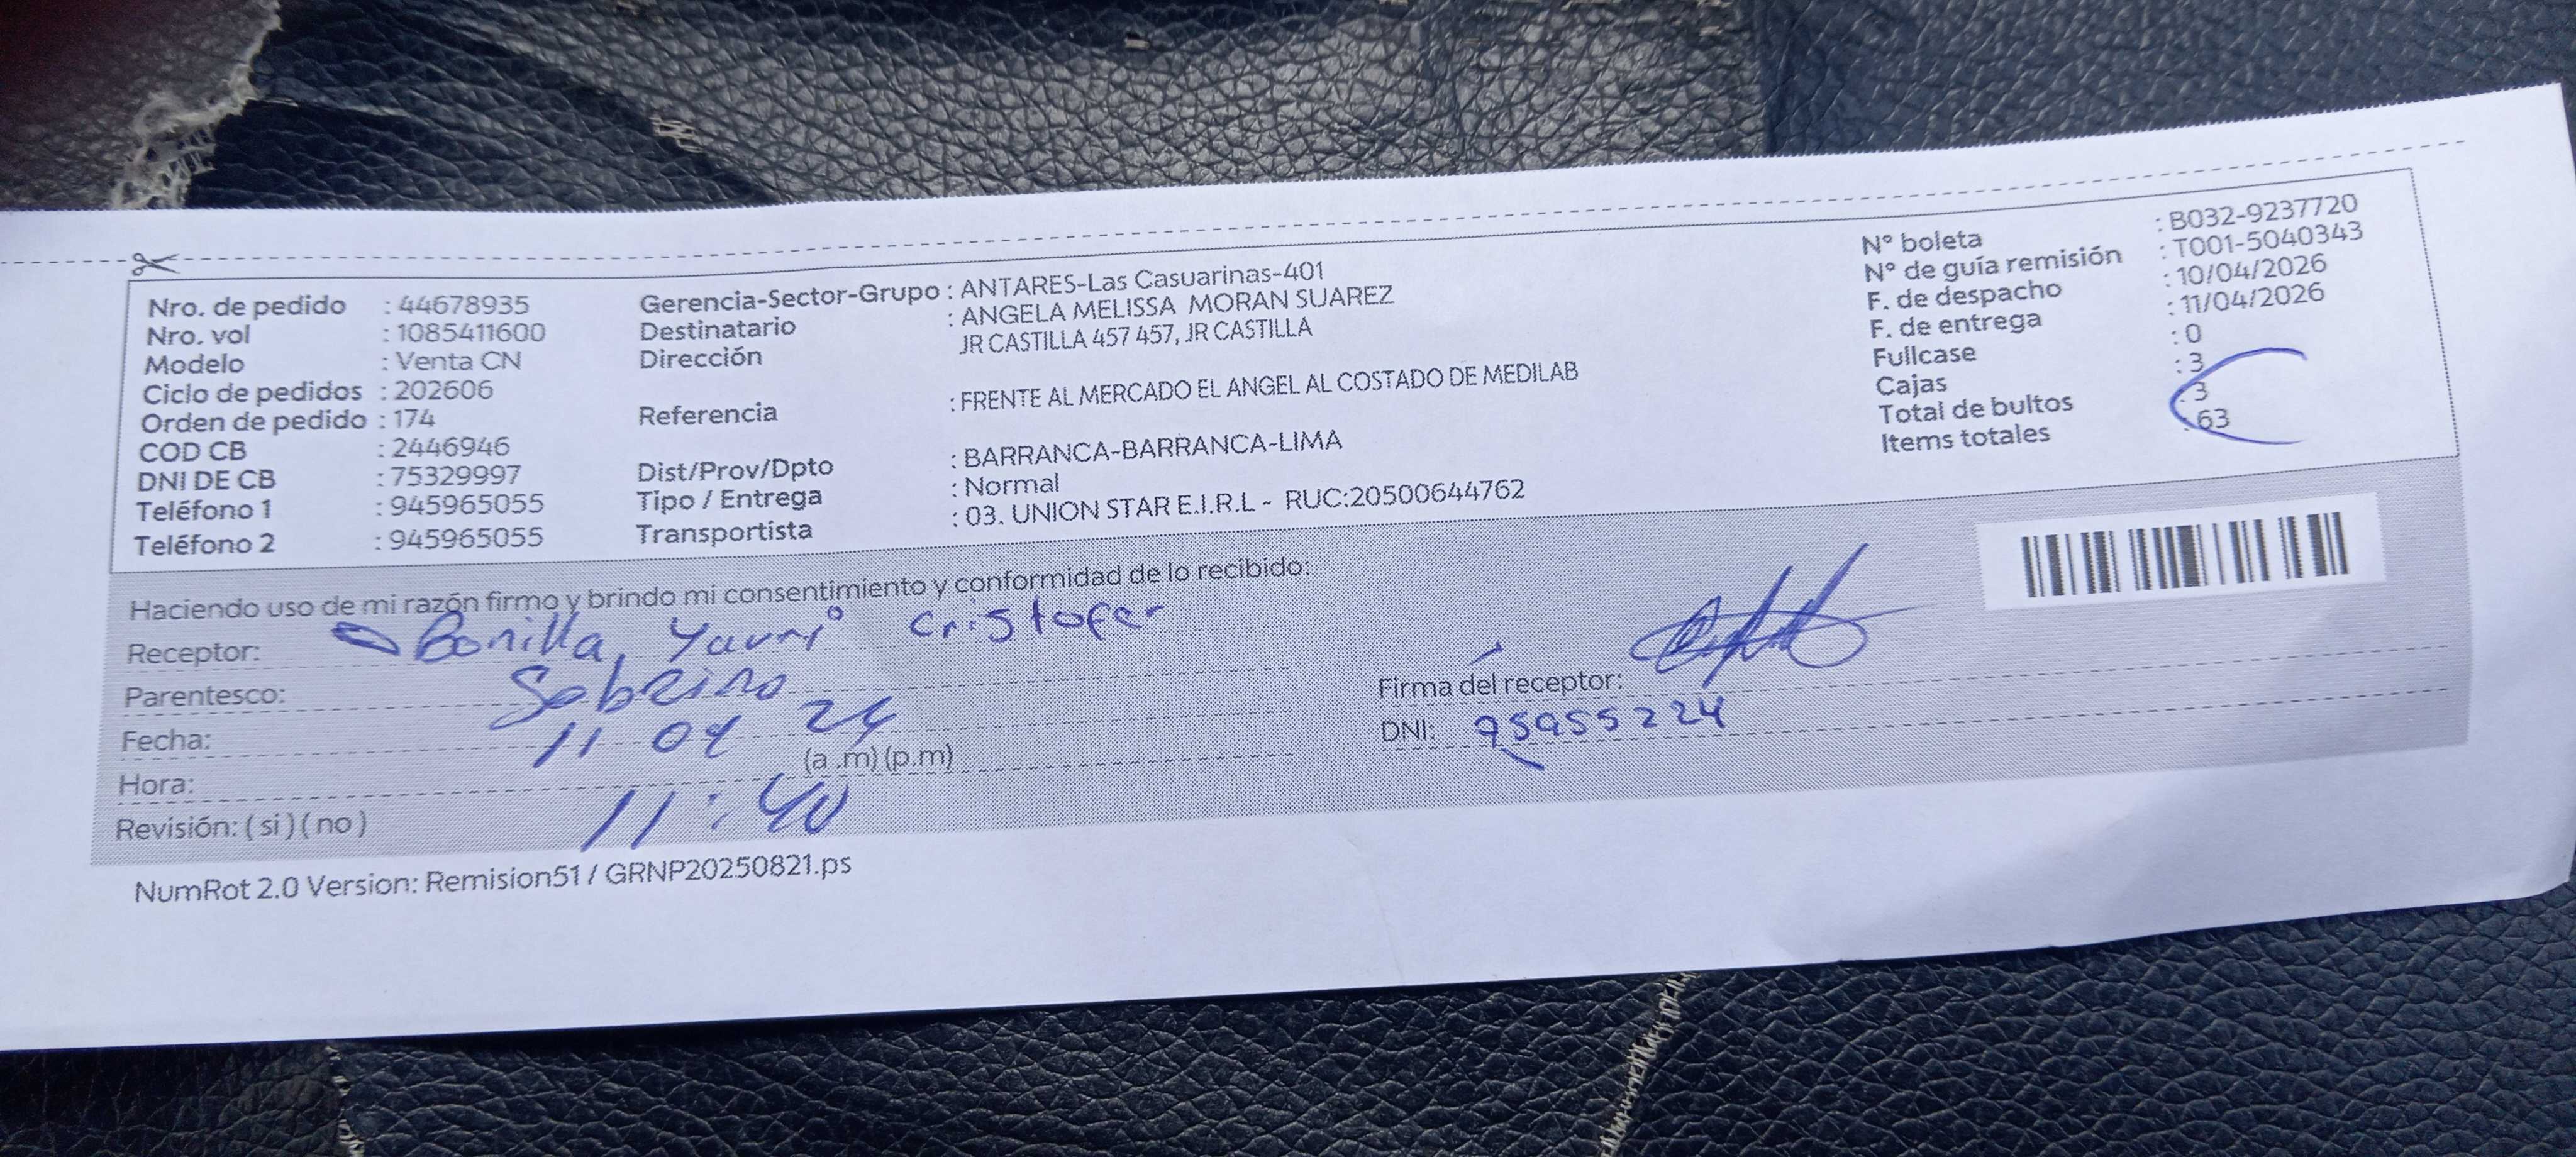 Nro. de pedido : 44678935
Nro. vol : 1085411600
Modelo : Venta CN
Ciclo de pedidos : 202606
Orden de pedido : 174
COD CB : 2446946
DNI DE CB : 75329997
Teléfono 1 : 945965055
Teléfono 2 : 945965055
Gerencia-Sector-Grupo : ANTARES-Las Casuarinas-401
Destinatario : ANGELA MELISSA MORAN SUAREZ
Dirección JR CASTILLA 457 457, JR CASTILLA
Referencia : FRENTE AL MERCADO EL ANGEL AL COSTADO DE MEDILAB
Dist/Prov/Dpto : BARRANCA-BARRANCA-LIMA
Tipo / Entrega : Normal
Transportista : 03. UNION STAR E.I.R.L - RUC:20500644762
N° boleta : B032-9237720
N° de guía remisión : T001-5040343
F. de despacho : 10/04/2026
F. de entrega : 11/04/2026
Fullcase : 0
Cajas : 3
Total de bultos : 3
Items totales : 63
Haciendo uso de mi razón firmo y brindo mi consentimiento y conformidad de lo recibido:
Receptor: Bonilla Yauri Cristofer
Parentesco: Sobrino
Fecha: 11 04
Hora: (a .m) (p.m)
11:40
Revisión: ( si ) ( no )
Firma del receptor:
DNI: 75955224
NumRot 2.0 Version: Remision51 / GRNP20250821.ps